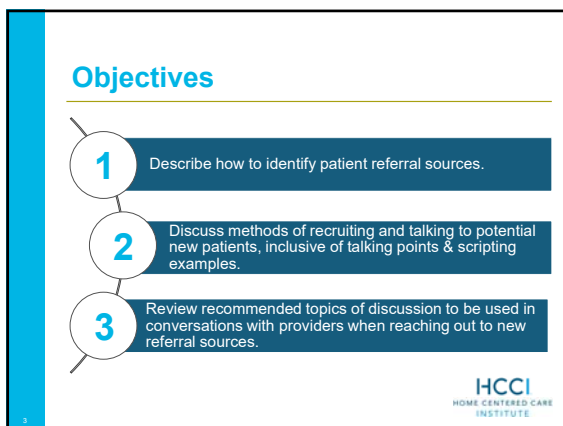 Objectives
1
Describe how to identify patient referral sources.
2
Discuss methods of recruiting and talking to potential
new patients, inclusive of talking points & scripting
examples.
3
Review recommended topics of discussion to be used in
conversations with providers when reaching out to new
referral sources.
HCCI
HOME CENTERED CARE
INSTITUTE
3